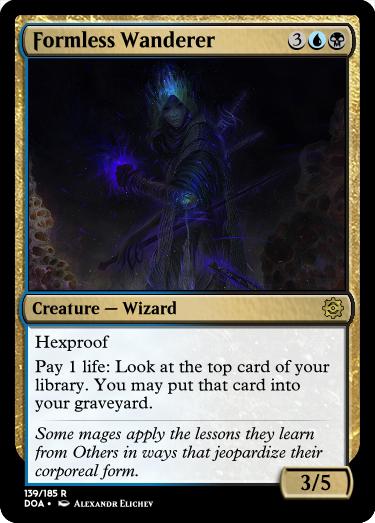 Formless Wanderer 3
Creature — Wizard
Hexproof
Pay 1 life: Look at the top card of your
library. You may put that card into
your graveyard.
Some mages apply the lessons they learn
from Others in ways that jeopardize their
corporeal form.
3/5
139/185 R
DOA • Alexandr Elichev